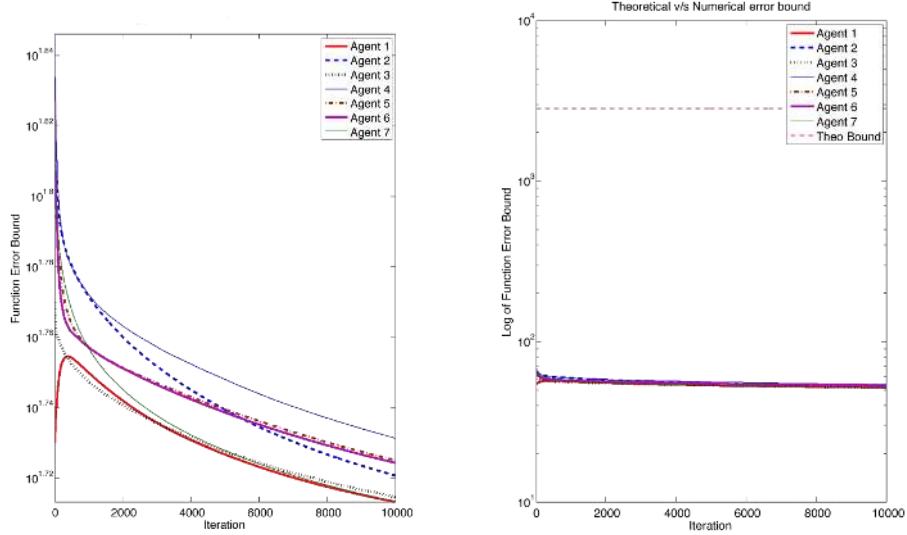 Theoretical v/s Numerical error bound
10^1.84
10^1.82
10^1.8
10^1.78
10^1.76
10^1.74
10^1.72
Function Error Bound
0
2000
4000
6000
8000
10000
Iteration
Agent 1
Agent 2
Agent 3
Agent 4
Agent 5
Agent 6
Agent 7
10^4
10^3
10^2
10^1
Log of Function Error Bound
0
2000
4000
6000
8000
10000
Iteration
Agent 1
Agent 2
Agent 3
Agent 4
Agent 5
Agent 6
Agent 7
Theo Bound